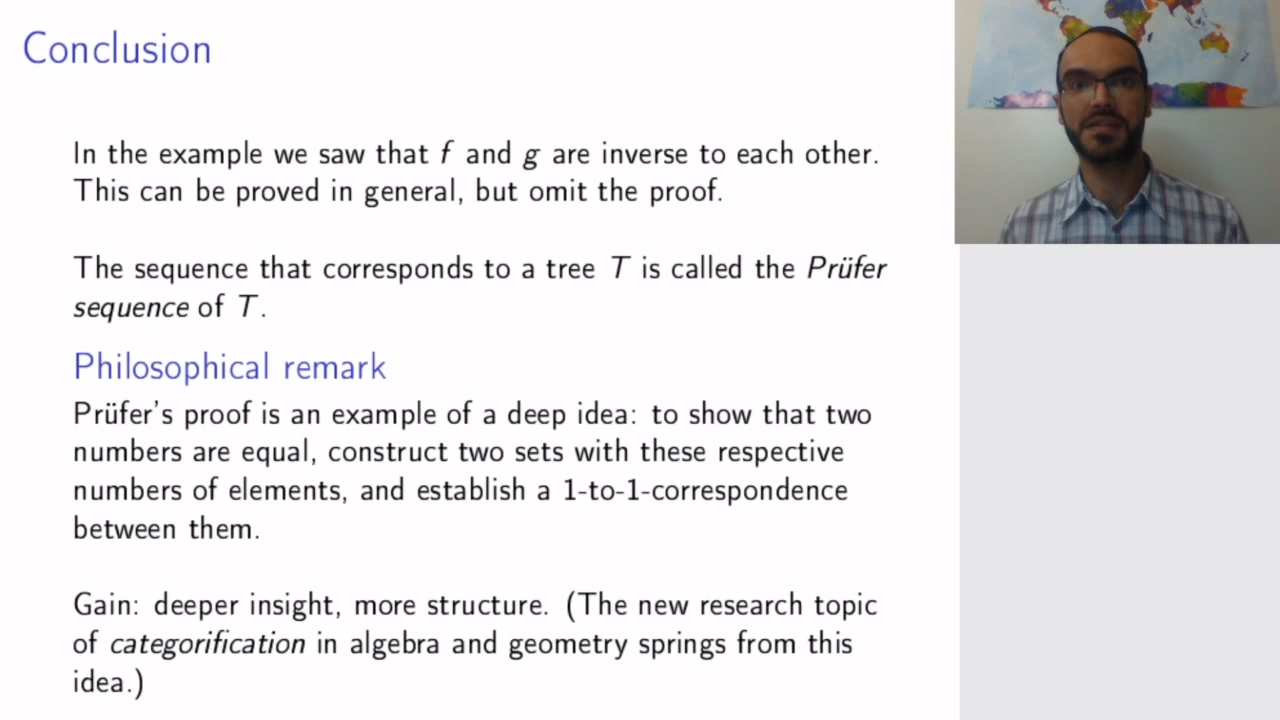 Conclusion
In the example we saw that f and g are inverse to each other.
This can be proved in general, but omit the proof.
The sequence that corresponds to a tree T is called the Prüfer
sequence of T.
Philosophical remark
Prüfer's proof is an example of a deep idea: to show that two
numbers are equal, construct two sets with these respective
numbers of elements, and establish a 1-to-1-correspondence
between them.
Gain: deeper insight, more structure. (The new research topic
of categorification in algebra and geometry springs from this
idea.)